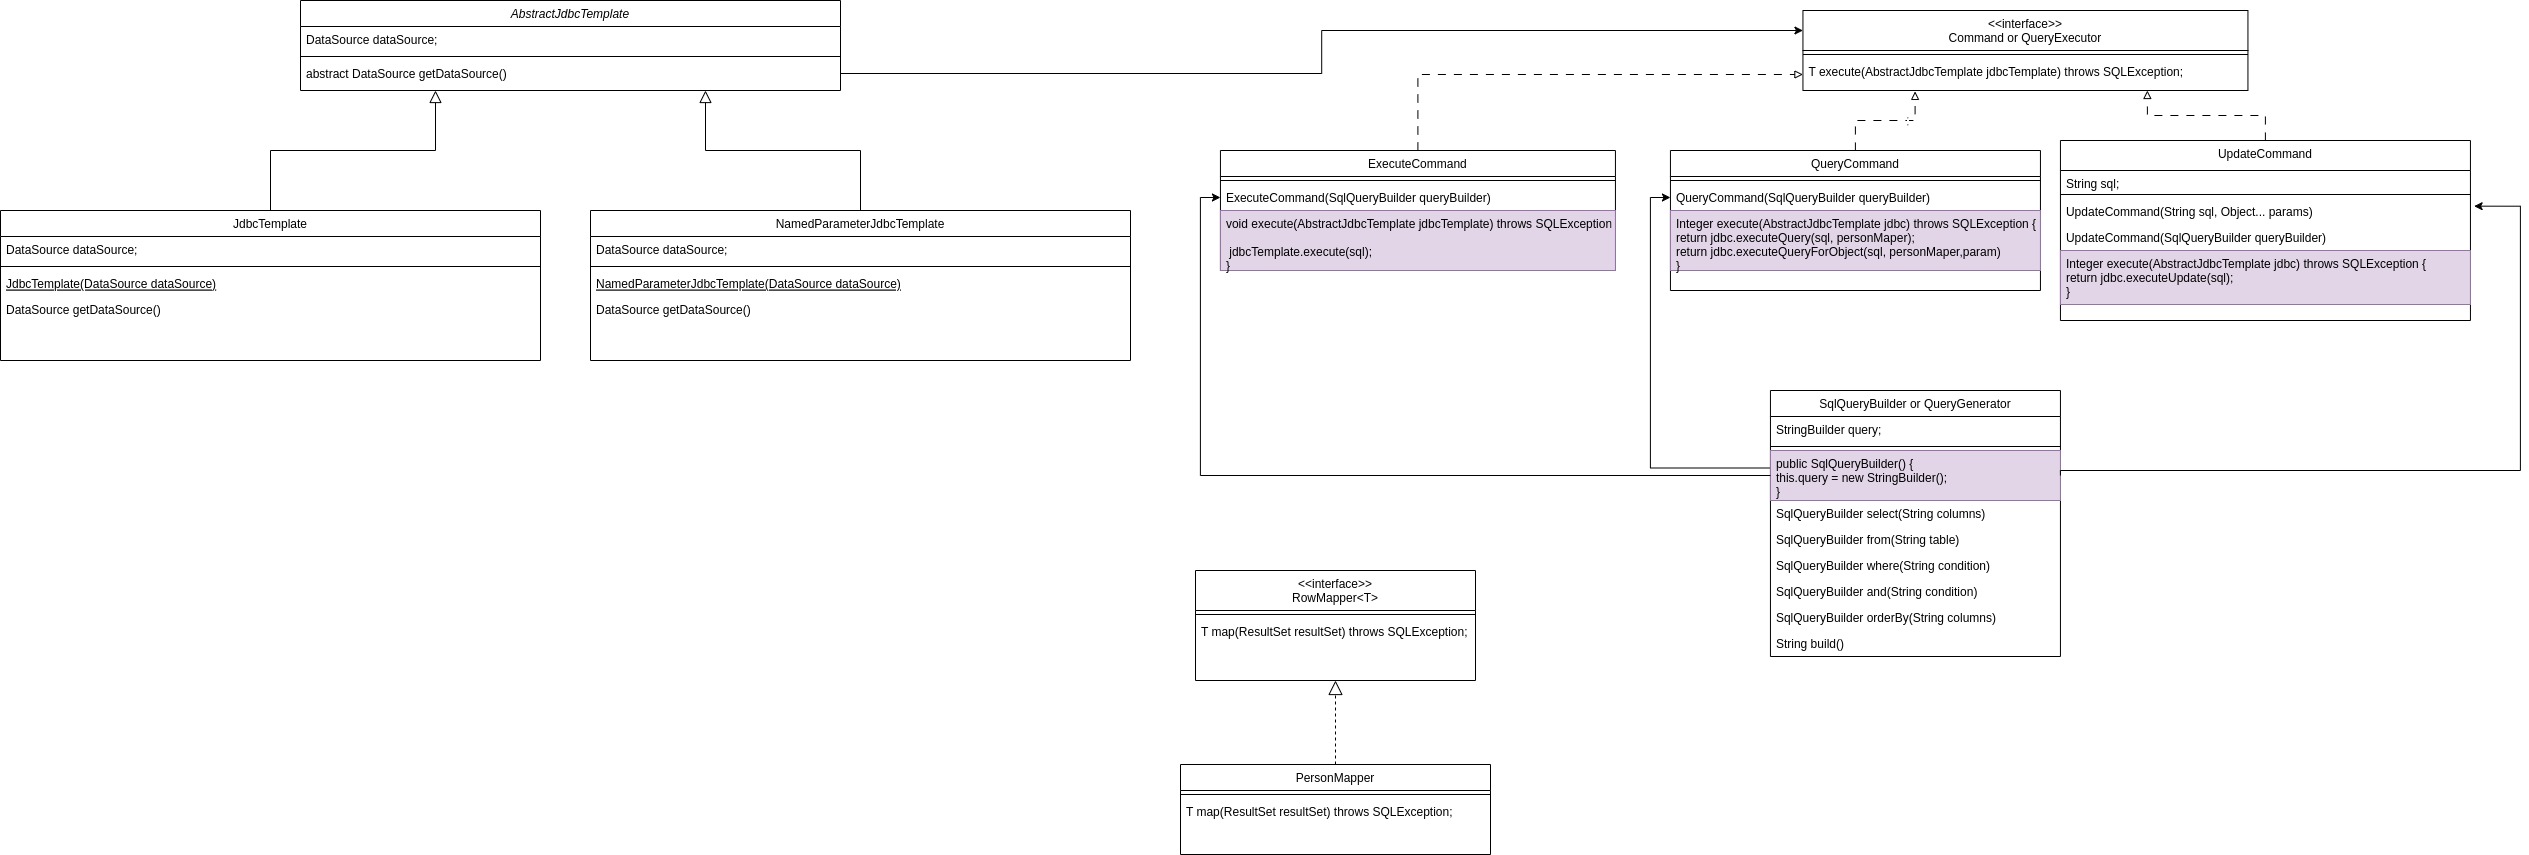 AbstractJdbcTemplate
DataSource dataSource;
abstract DataSource getDataSource()
<<interface>>
Command or QueryExecutor
T execute(AbstractJdbcTemplate jdbcTemplate) throws SQLException;
JdbcTemplate
DataSource dataSource;
JdbcTemplate(DataSource dataSource)
DataSource getDataSource()
NamedParameterJdbcTemplate
DataSource dataSource;
NamedParameterJdbcTemplate(DataSource dataSource)
DataSource getDataSource()
ExecuteCommand
ExecuteCommand(SqlQueryBuilder queryBuilder)
void execute(AbstractJdbcTemplate jdbcTemplate) throws SQLException
jdbcTemplate.execute(sql);
}
QueryCommand
QueryCommand(SqlQueryBuilder queryBuilder)
Integer execute(AbstractJdbcTemplate jdbc) throws SQLException {
return jdbc.executeQuery(sql, personMaper);
return jdbc.executeQueryForObject(sql, personMaper,param)
}
UpdateCommand
String sql;
UpdateCommand(String sql, Object... params)
UpdateCommand(SqlQueryBuilder queryBuilder)
Integer execute(AbstractJdbcTemplate jdbc) throws SQLException {
return jdbc.executeUpdate(sql);
}
SqlQueryBuilder or QueryGenerator
StringBuilder query;
public SqlQueryBuilder() {
this.query = new StringBuilder();
}
SqlQueryBuilder select(String columns)
SqlQueryBuilder from(String table)
SqlQueryBuilder where(String condition)
SqlQueryBuilder and(String condition)
SqlQueryBuilder orderBy(String columns)
String build()
<<interface>>
RowMapper<T>
T map(ResultSet resultSet) throws SQLException;
PersonMapper
T map(ResultSet resultSet) throws SQLException;